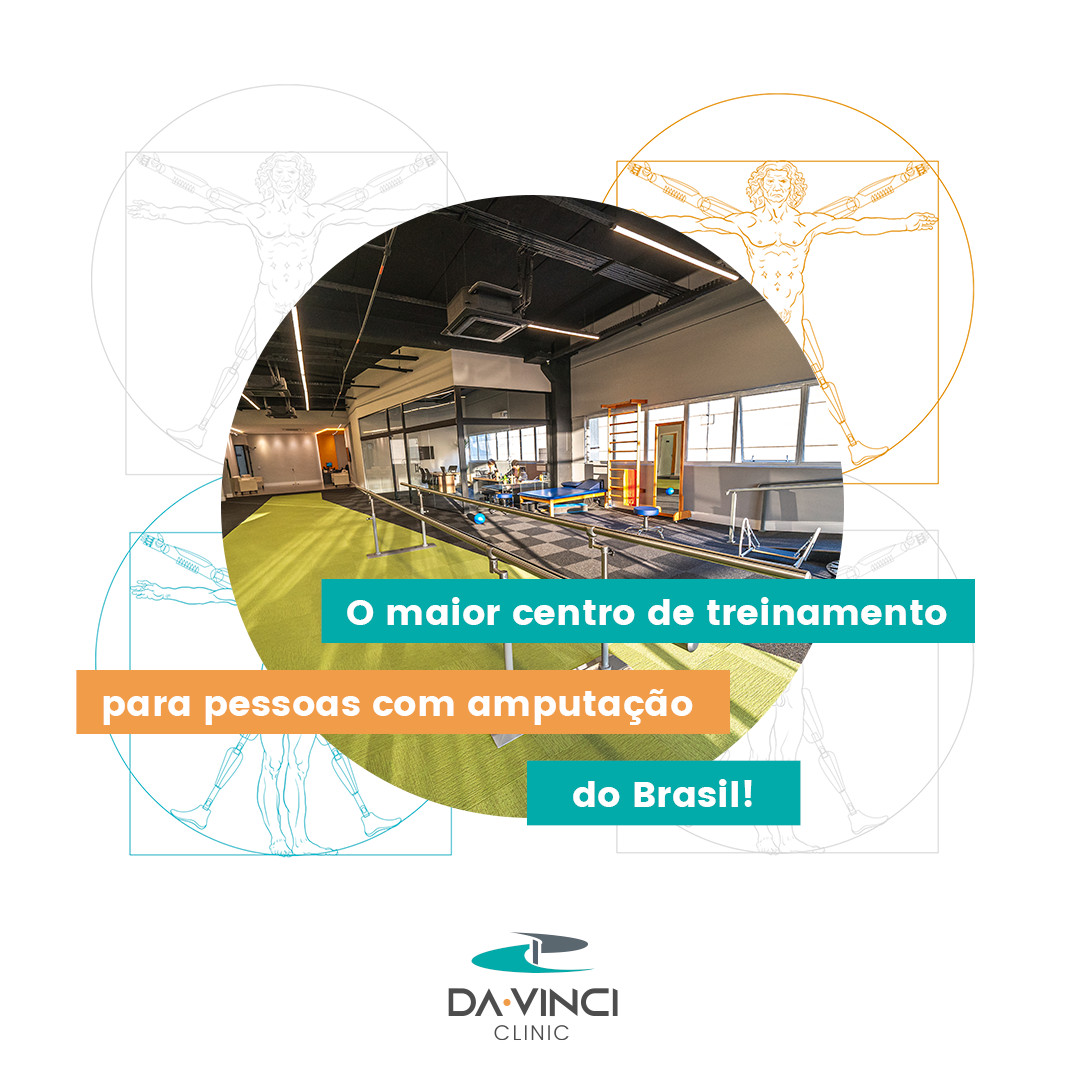 O maior centro de treinamento
para pessoas com amputação
do Brasil!
DA•VINCI
CLINIC